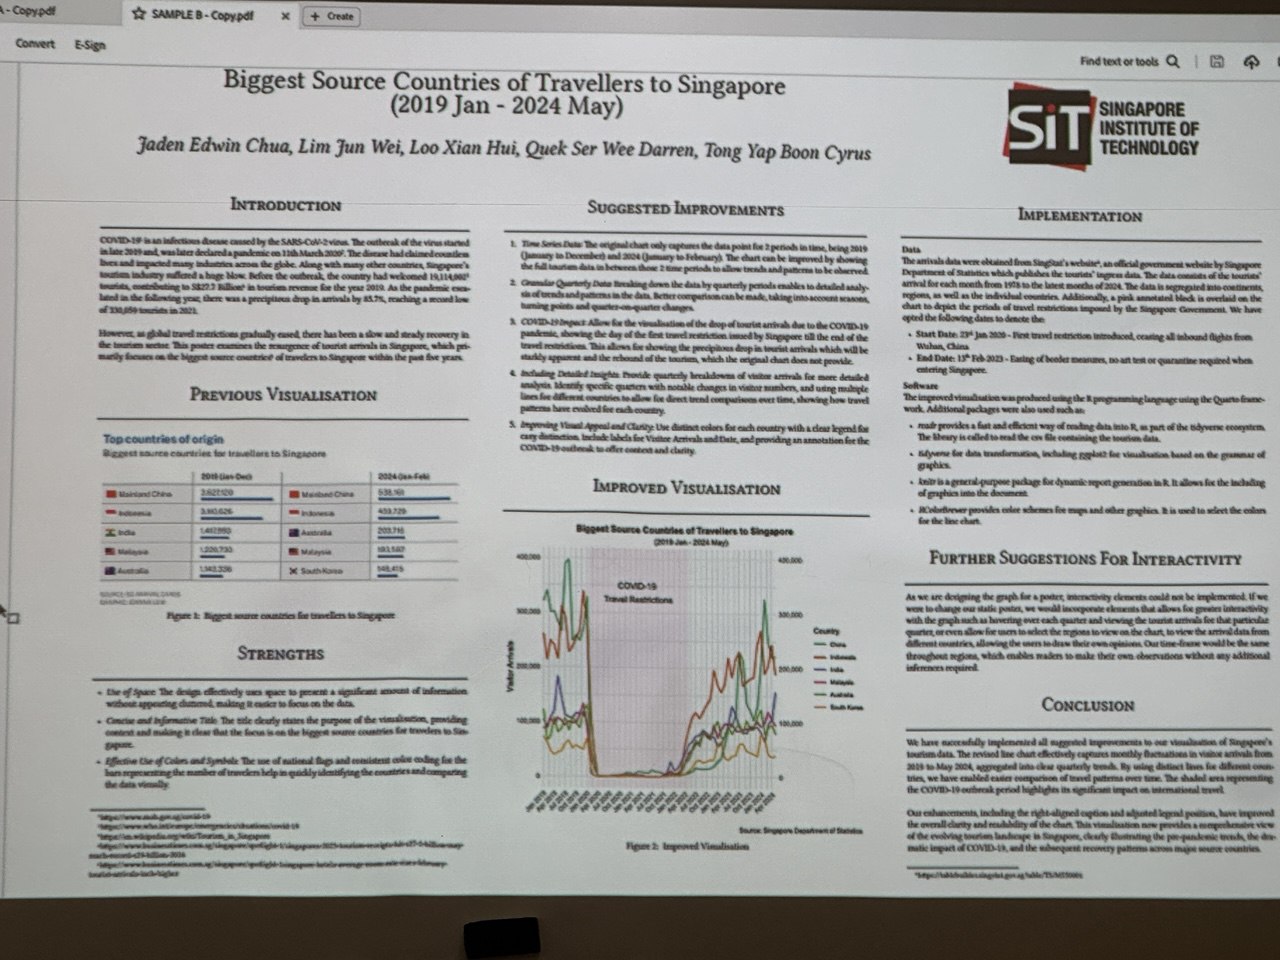 A - Copy.pdf
SAMPLE B - Copy.pdf
× + Create
Convert E-Sign
Find text or tools
Biggest Source Countries of Travellers to Singapore
(2019 Jan - 2024 May)
Jaden Edwin Chua, Lim Jun Wei, Loo Xian Hui, Quek Ser Wee Darren, Tong Yap Boon Cyrus
SiT
SINGAPORE
INSTITUTE OF
TECHNOLOGY
INTRODUCTION
COVID-19¹ is an infectious disease caused by the SARS-CoV-2 virus. The outbreak of the virus started
in late 2019 and, was later declared a pandemic on 11th March 2020². The disease had claimed countless
lives and impacted many industries across the globe. Along with many other countries, Singapore's
tourism industry suffered a huge blow. Before the outbreak, the country had welcomed
tourists, contributing to in tourism revenue for the year 2019. As the pandemic esca-
lated in the following year, there was a precipitous drop in arrivals by 85.7%, reaching a record low
of tourists in 2021.
However, as global travel restrictions gradually eased, there has been a slow and steady recovery in
the tourism sector. This poster examines the resurgence of tourist arrivals in Singapore, which pri-
marily focuses on the biggest source countries of travellers to Singapore within the past five years.
PREVIOUS VISUALISATION
Top countries of origin
Biggest source countries for travellers to Singapore
2019 (Jan-Dec) 2024 (Jan-Feb)
Mainland China Mainland China
Indonesia Indonesia
India Australia
Malaysia Malaysia
Australia South Korea
Figure 1: Biggest source countries for travellers to Singapore
STRENGTHS
• Use of Space The design effectively uses space to present a significant amount of information
without appearing cluttered, making it easier to focus on the data.
• Concise and Informative Title The title clearly states the purpose of the visualisation, providing
context and making it clear that the focus is on the biggest source countries for travelers to Sin-
gapore.
• Effective Use of Colors and Symbols The use of national flags and consistent color coding for the
bars representing the number of travelers help in quickly identifying the countries and comparing
the data visually.
SUGGESTED IMPROVEMENTS
1. Time Series Data: The original chart only captures the data point for 2 periods in time, being 2019
(January to December) and 2024 (January to February). The chart can be improved by showing
the full tourism data in between those 2 time periods to allow trends and patterns to be observed.
2. Granular Quarterly Data: Breaking down the data by quarterly periods enables to detailed analy-
sis of trends and patterns in the data. Better comparison can be made, taking into account seasons,
turning points and quarter-on-quarter changes.
3. COVID-19 Impact: Allow for the visualisation of the drop of tourist arrivals due to the COVID-19
pandemic, showing the day of the first travel restriction issued by Singapore till the end of the
travel restrictions. This allows for showing the precipitous drop in tourist arrivals which will be
starkly apparent and the rebound of the tourism, which the original chart does not provide.
4. Including Detailed Insights: Provide quarterly breakdowns of visitor arrivals for more detailed
analysis. Identify specific quarters with notable changes in visitor numbers, and using multiple
lines for different countries to allow for direct trend comparisons over time, showing how travel
patterns have evolved for each country.
5. Improving Visual Appeal and Clarity: Use distinct colors for each country with a clear legend for
easy distinction. Include labels for Visitor Arrivals and Date, and providing an annotation for the
COVID-19 outbreak to offer context and clarity.
IMPROVED VISUALISATION
Biggest Source Countries of Travellers to Singapore
(2019 Jan - 2024 May)
400,000 400,000
300,000 300,000
200,000 200,000
100,000 100,000
0 0
COVID-19
Travel Restrictions
Visitor Arrivals
Country
China
Indonesia
India
Malaysia
Australia
South Korea
Source: Singapore Department of Statistics
Figure 2: Improved Visualisation
IMPLEMENTATION
Data
The arrivals data were obtained from SingStat's website⁶, an official government website by Singapore
Department of Statistics which publishes the tourists' ingress data. The data consists of the tourists'
arrival for each month from 1978 to the latest months of 2024. The data is segregated into continents,
regions, as well as the individual countries. Additionally, a pink annotated block is overlaid on the
chart to depict the periods of travel restrictions imposed by the Singapore Government. We have
opted the following dates to denote the:
• Start Date: Jan 2020 - First travel restriction introduced, ceasing all inbound flights from
Wuhan, China.
• End Date: 13th Feb 2023 - Easing of border measures, no art test or quarantine required when
entering Singapore.
Software
The improved visualisation was produced using the R programming language using the Quarto frame-
work. Additional packages were also used such as:
• readr provides a fast and efficient way of reading data into R, as part of the tidyverse ecosystem.
The library is called to read the csv file containing the tourism data.
• tidyverse for data transformation, including ggplot2 for visualisation based on the grammar of
graphics.
• knitr is a general-purpose package for dynamic report generation in R. It allows for the including
of graphics into the document.
• RColorBrewer provides color schemes for maps and other graphics. It is used to select the colors
for the line chart.
FURTHER SUGGESTIONS FOR INTERACTIVITY
As we are designing the graph for a poster, interactivity elements could not be implemented. If we
were to change our static poster, we would incorporate elements that allows for greater interactivity
with the graph such as hovering over each quarter and viewing the tourist arrivals for that particular
quarter, or even allow for users to select the regions to view on the chart, to view the arrival data from
different countries, allowing the users to draw their own opinions. Our time-frame would be the same
throughout regions, which enables readers to make their own observations without any additional
inferences required.
CONCLUSION
We have successfully implemented all suggested improvements to our visualisation of Singapore's
tourism data. The revised line chart effectively captures monthly fluctuations in visitor arrivals from
2019 to May 2024, aggregated into clear quarterly trends. By using distinct lines for different coun-
tries, we have enabled easier comparison of travel patterns over time. The shaded area representing
the COVID-19 outbreak period highlights its significant impact on international travel.
Our enhancements, including the right-aligned caption and adjusted legend position, have improved
the overall clarity and readability of the chart. This visualisation now provides a comprehensive view
of the evolving tourism landscape in Singapore, clearly illustrating the pre-pandemic trends, the dra-
matic impact of COVID-19, and the subsequent recovery patterns across major source countries.